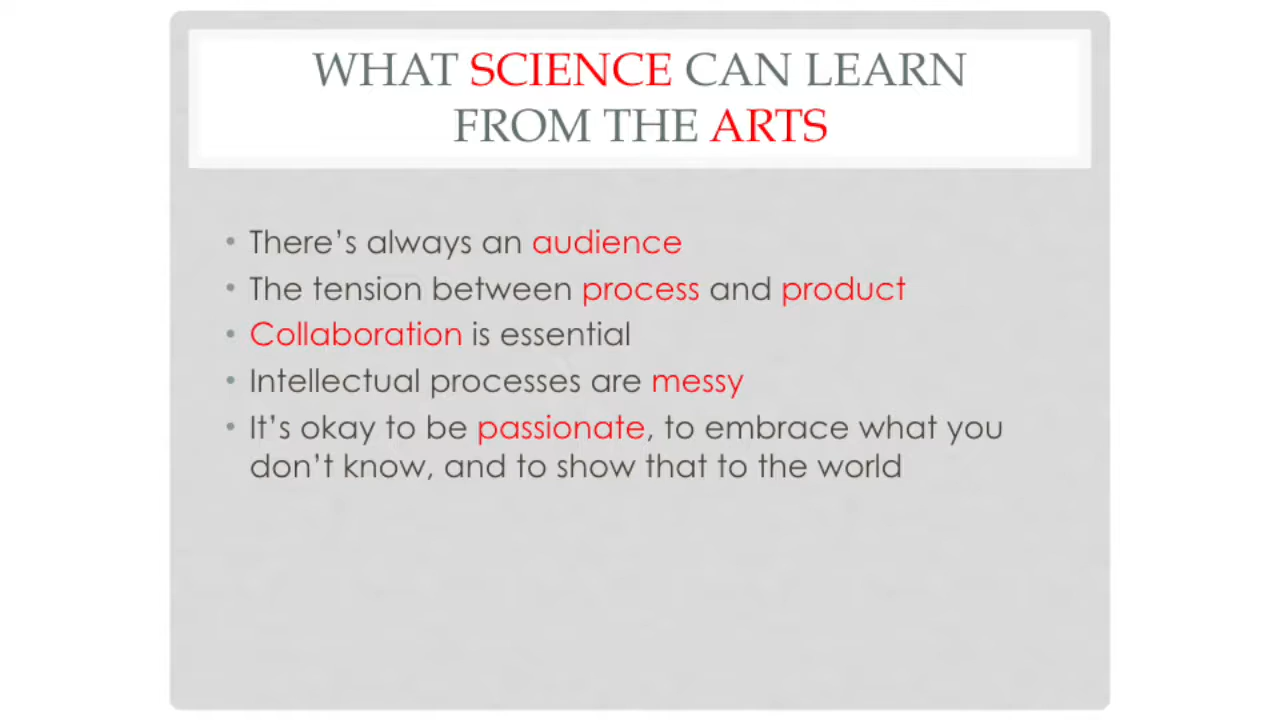 WHAT SCIENCE CAN LEARN
FROM THE ARTS
• There’s always an audience
• The tension between process and product
• Collaboration is essential
• Intellectual processes are messy
• It’s okay to be passionate, to embrace what you
don’t know, and to show that to the world